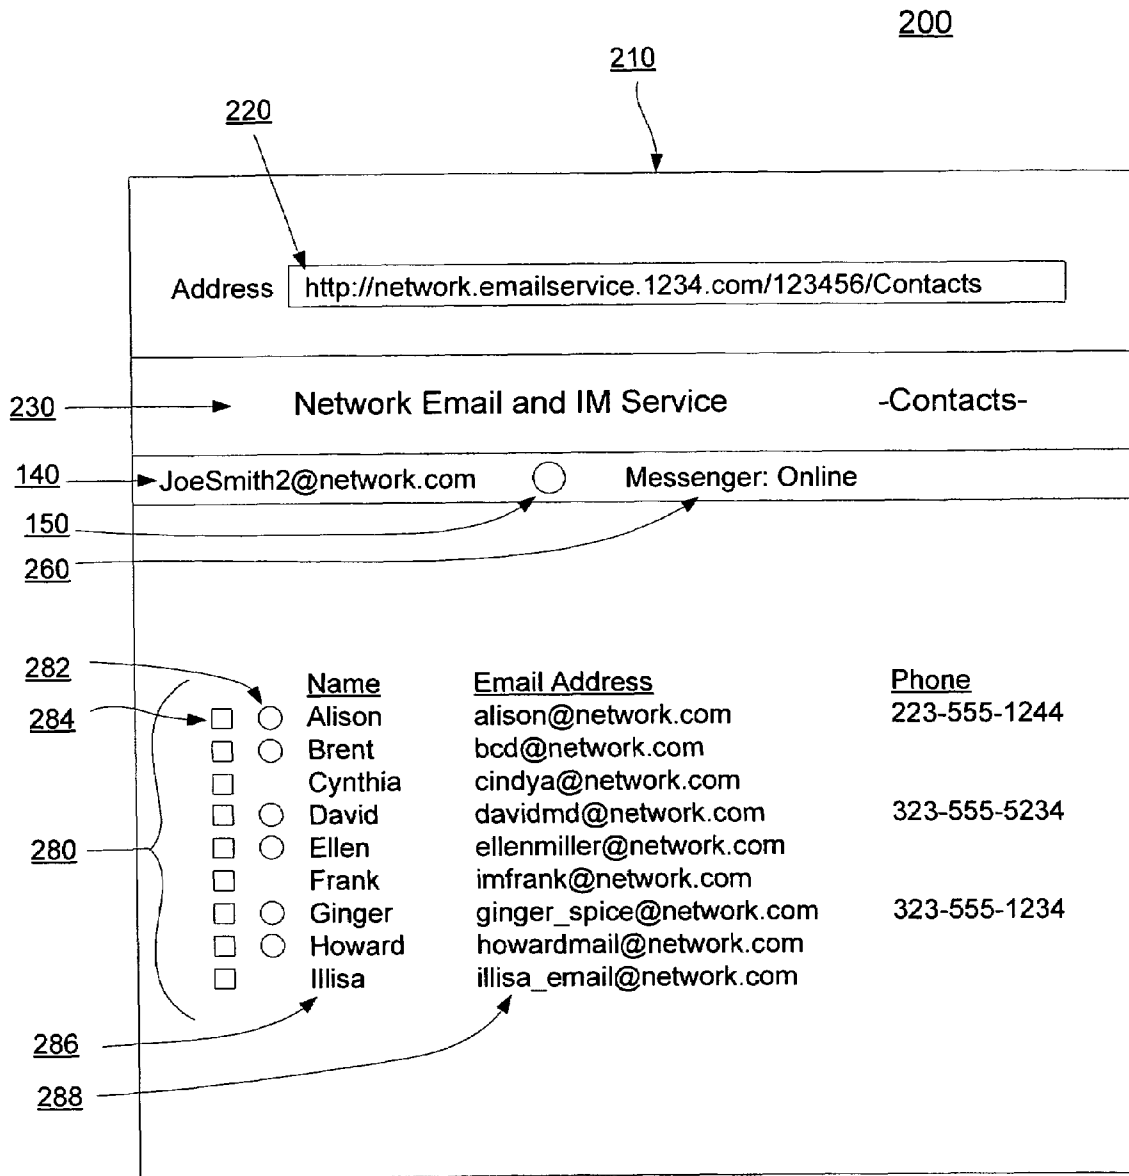 200
210
220
Address http://network.emailservice.1234.com/123456/Contacts
230 Network Email and IM Service -Contacts-
140 JoeSmith2@network.com Messenger: Online
150
260
282
Name Email Address Phone
284 Alison alison@network.com 223-555-1244
Brent bcd@network.com
Cynthia cindya@network.com
David davidmd@network.com 323-555-5234
280 Ellen ellenmiller@network.com
Frank imfrank@network.com
Ginger ginger_spice@network.com 323-555-1234
Howard howardmail@network.com
Illisa illisa_email@network.com
286
288